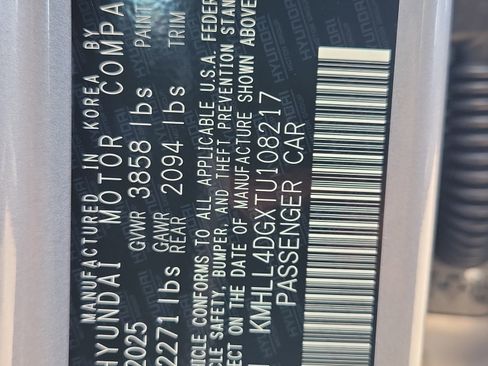 MANUFACTURED IN KOREA BY
HYUNDAI MOTOR COMPA
2025 GVWR 3858 lbs PAINT
GAWR
2271 lbs REAR 2094 lbs TRIM
ICLE CONFORMS TO ALL APPLICABLE U.S.A. FEDER
CLE SAFETY, BUMPER, AND THEFT PREVENTION STAN
ECT ON THE DATE OF MANUFACTURE SHOWN ABOVE
KMHLL4DGXTU108217
PASSENGER CAR